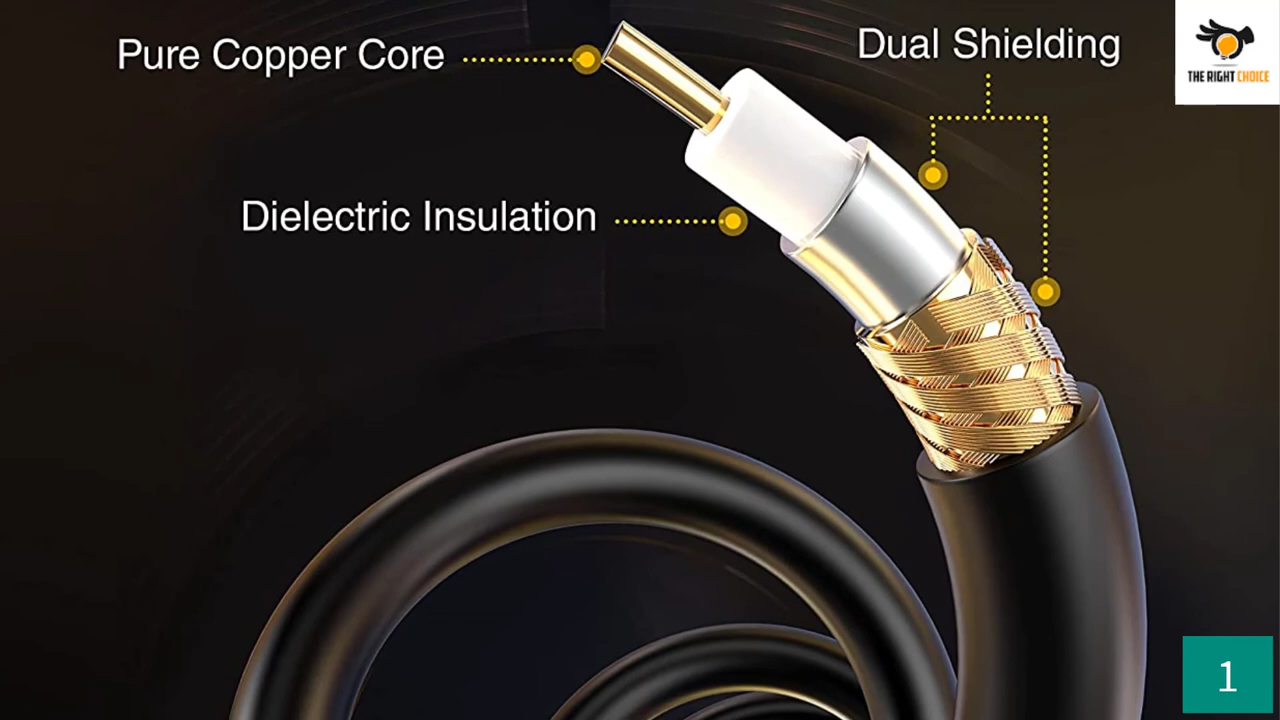 Pure Copper Core
Dual Shielding
THE RIGHT CHOICE
Dielectric Insulation
1